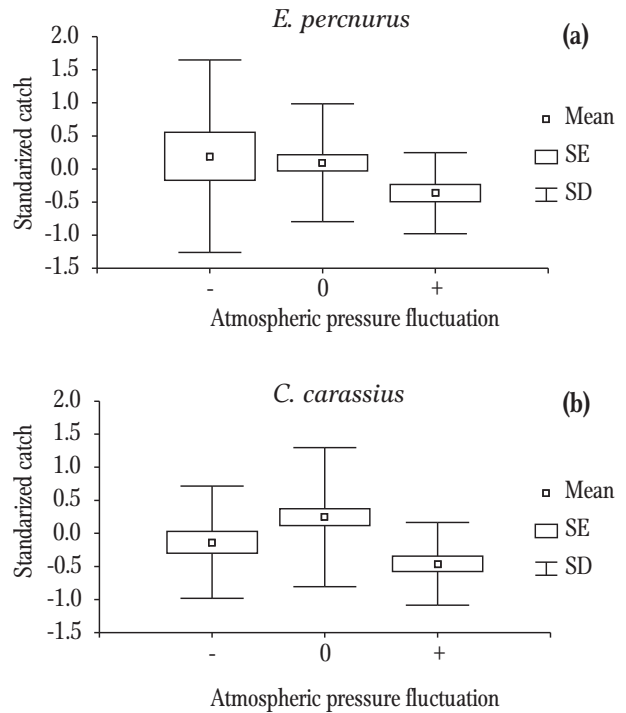 E. percnurus
(a)
2.0
1.5
1.0
0.5
0.0
-0.5
-1.0
-1.5
Standarized catch
- 0 +
Atmospheric pressure fluctuation
Mean
SE
SD
C. carassius
(b)
2.0
1.5
1.0
0.5
0.0
-0.5
-1.0
-1.5
Standarized catch
- 0 +
Atmospheric pressure fluctuation
Mean
SE
SD